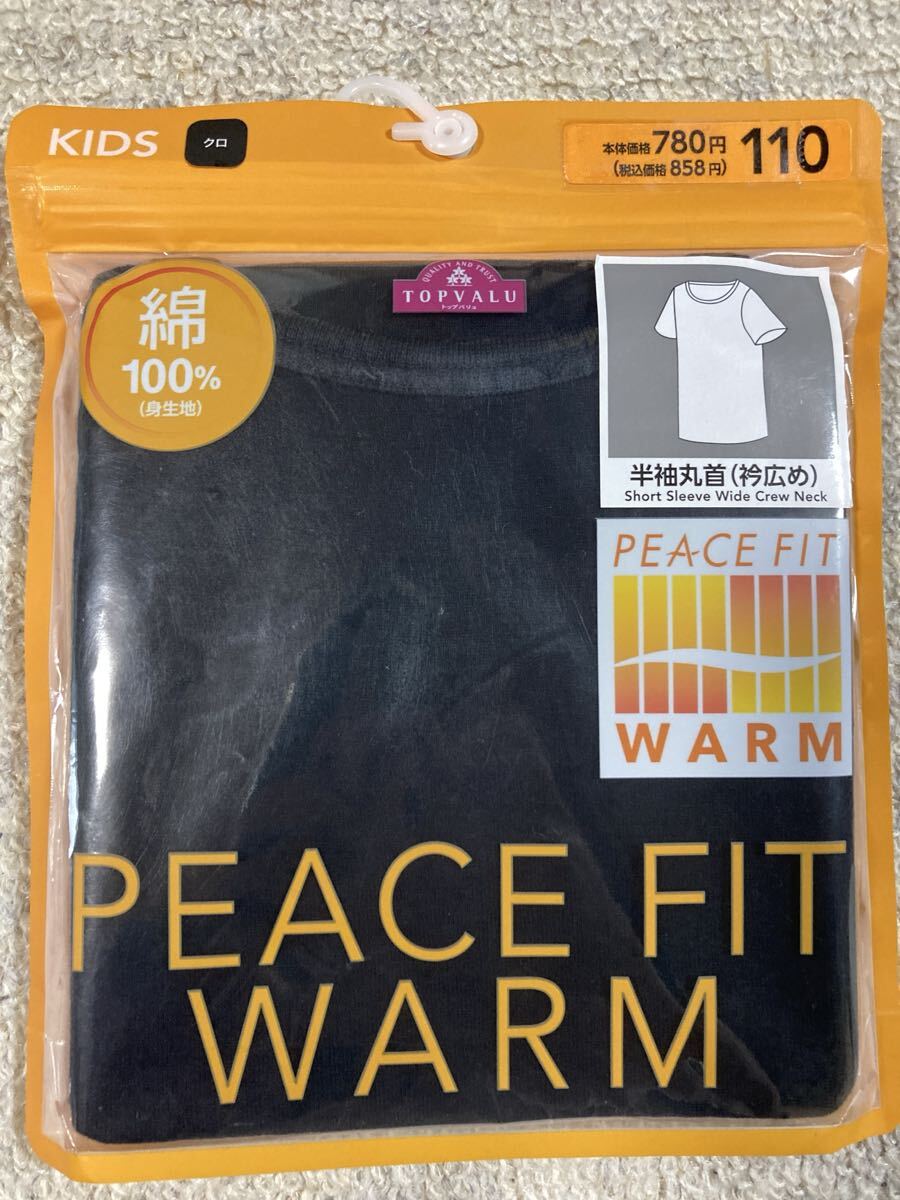 KIDS
クロ
本体価格780円
(税込価格858円)
110
綿
100%
(身生地)
QUALITY AND TRUST
TOPVALU
トップバリュ
半袖丸首(衿広め)
Short Sleeve Wide Crew Neck
PEACE FIT
WARM
PEACE FIT
WARM